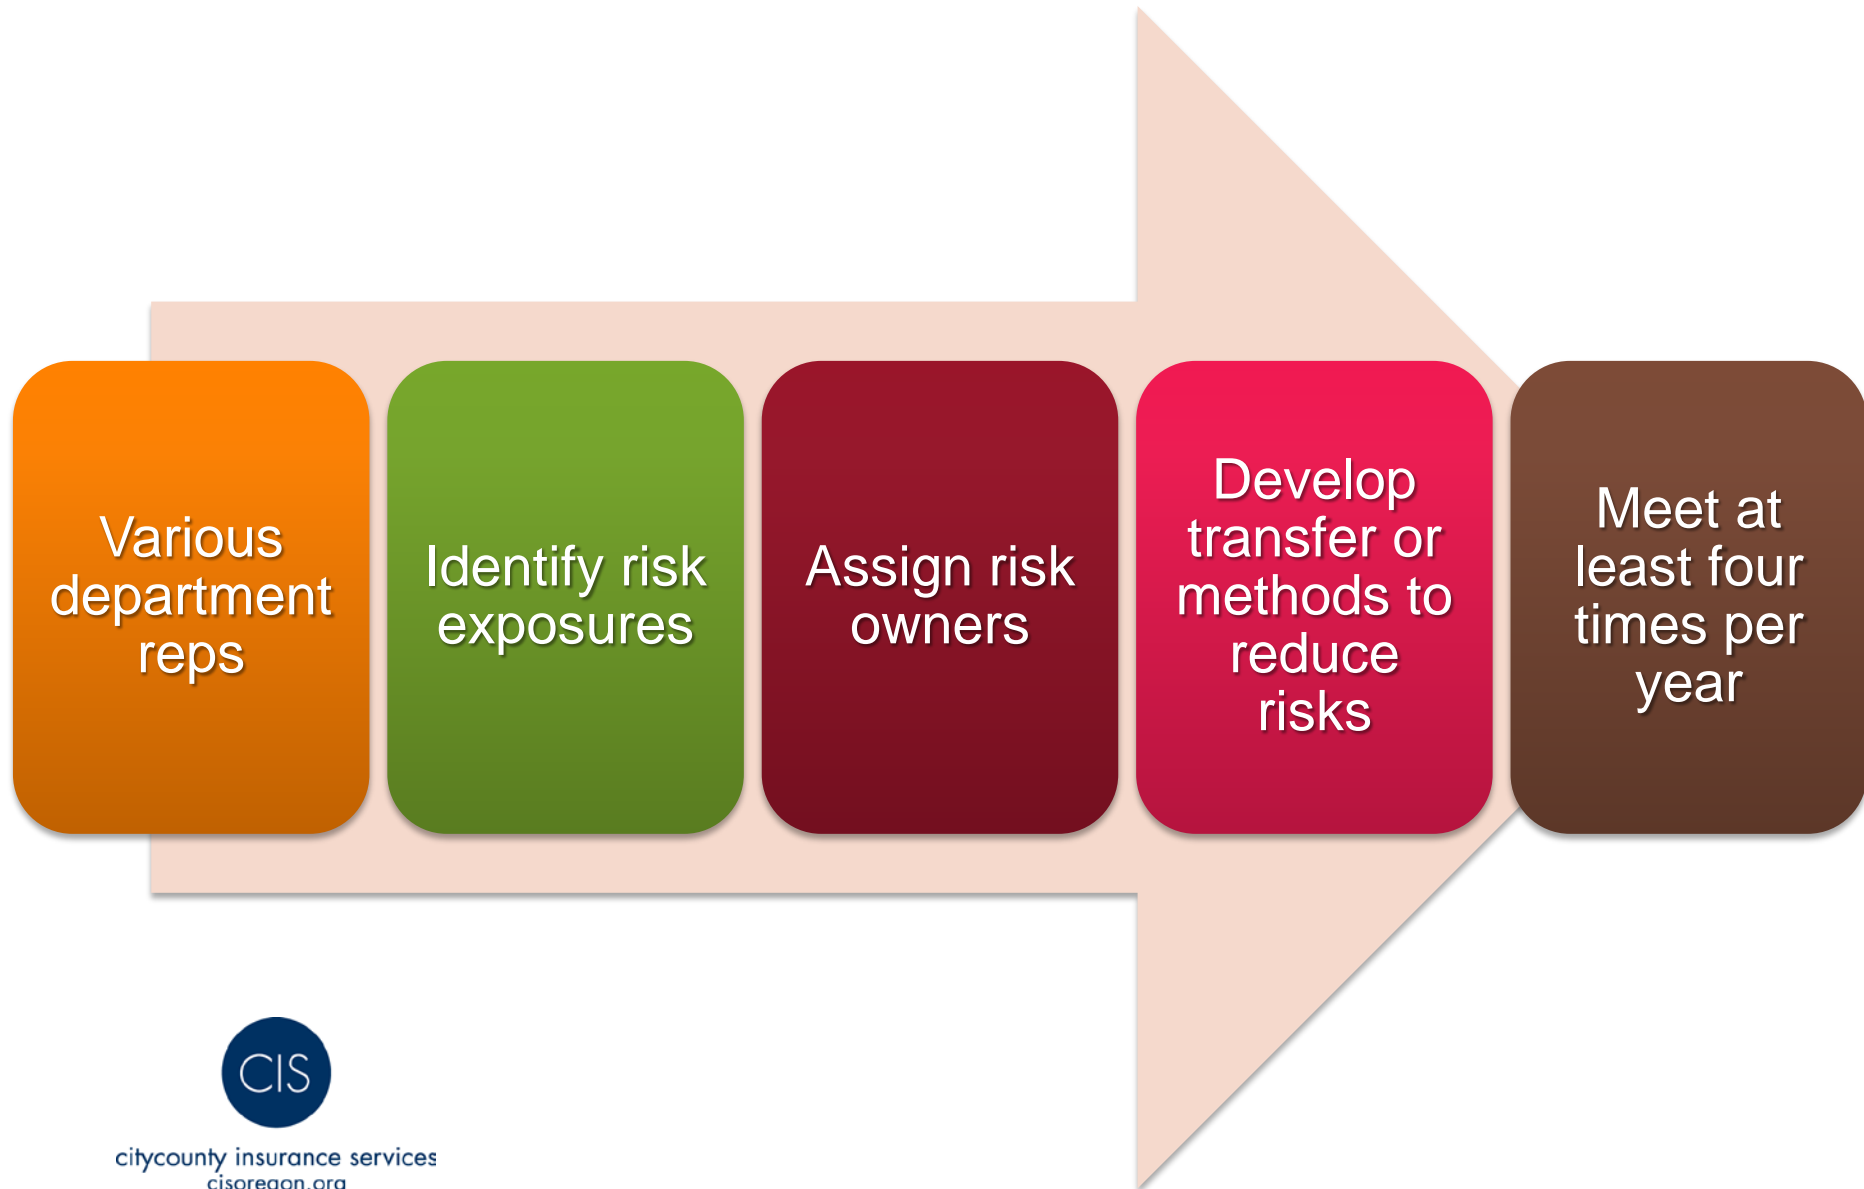 Various
department
reps
Identify risk
exposures
Assign risk
owners
Develop
transfer or
methods to
reduce
risks
Meet at
least four
times per
year
CIS
citycounty insurance services
cisoregon.org